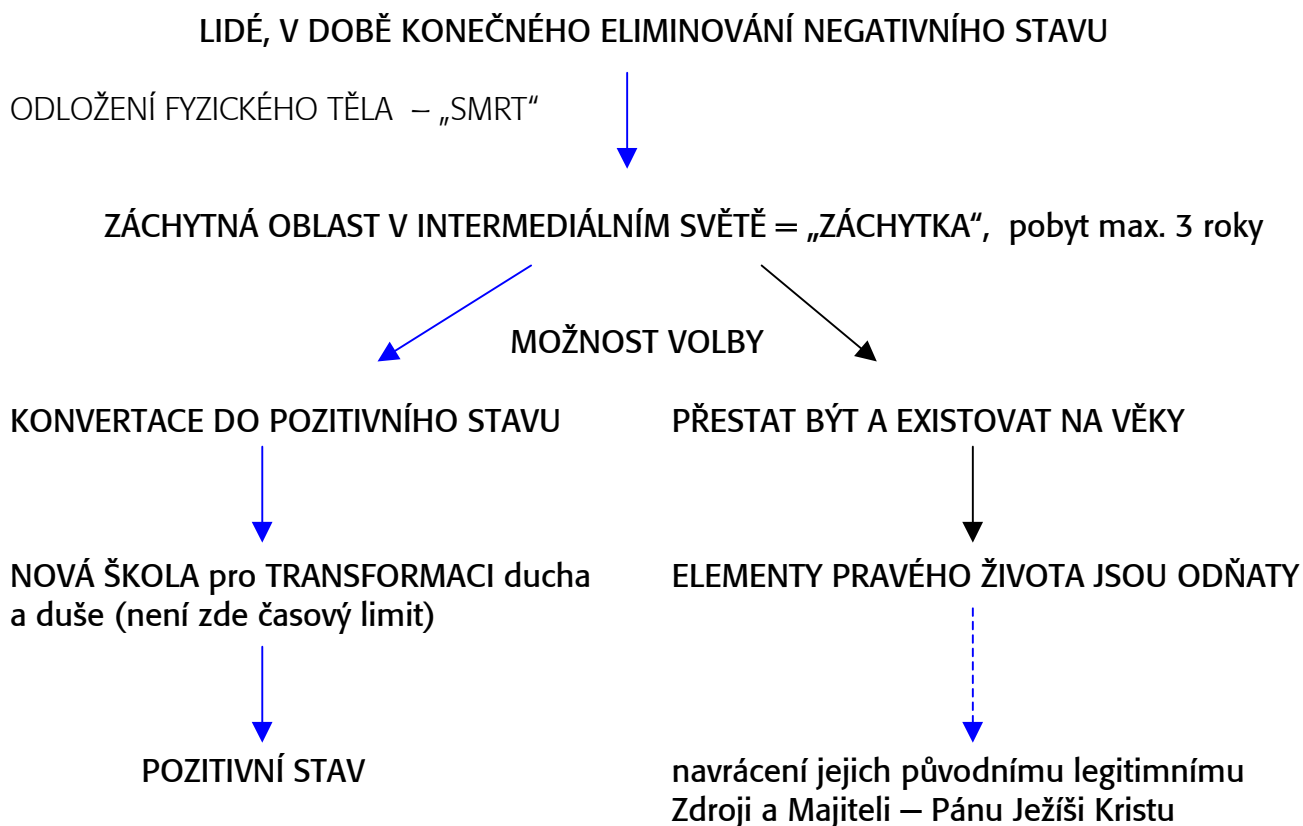 LIDÉ, V DOBĚ KONEČNÉHO ELIMINOVÁNÍ NEGATIVNÍHO STAVU
ODLOŽENÍ FYZICKÉHO TĚLA – „SMRT“
ZÁCHYTNÁ OBLAST V INTERMEDIÁLNÍM SVĚTĚ = „ZÁCHYTKA“, pobyt max. 3 roky
MOŽNOST VOLBY
KONVERTACE DO POZITIVNÍHO STAVU
PŘESTAT BÝT A EXISTOVAT NA VĚKY
NOVÁ ŠKOLA pro TRANSFORMACI ducha
a duše (není zde časový limit)
ELEMENTY PRAVÉHO ŽIVOTA JSOU ODŇATY
POZITIVNÍ STAV
navrácení jejich původnímu legitimnímu
Zdroji a Majiteli – Pánu Ježíši Kristu